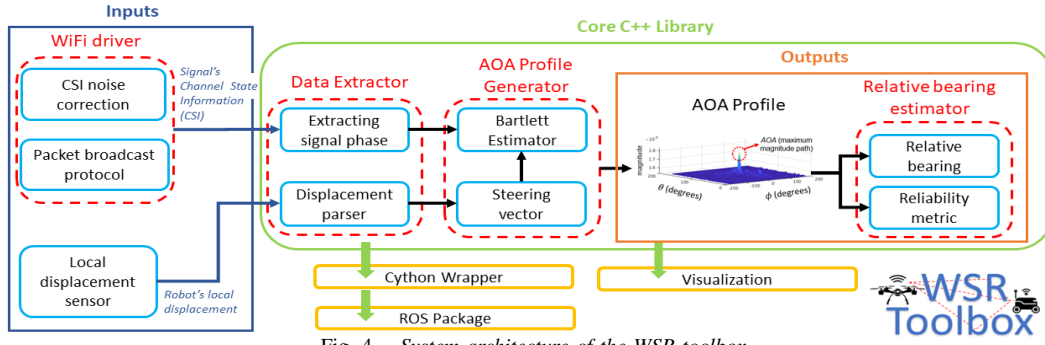 Inputs
WiFi driver
CSI noise
correction
Packet broadcast
protocol
Local
displacement
sensor
Signal's
Channel State
Information
(CSI)
Robot's local
displacement
Core C++ Library
Data Extractor
Extracting
signal phase
Displacement
parser
AOA Profile
Generator
Bartlett
Estimator
Steering
vector
Outputs
AOA Profile
AOA (maximum
magnitude path)
magnitude
θ (degrees)
ϕ (degrees)
Relative bearing
estimator
Relative
bearing
Reliability
metric
Cython Wrapper
ROS Package
Visualization
WSR
Toolbox
Fig. 4. System architecture of the WSR toolbox